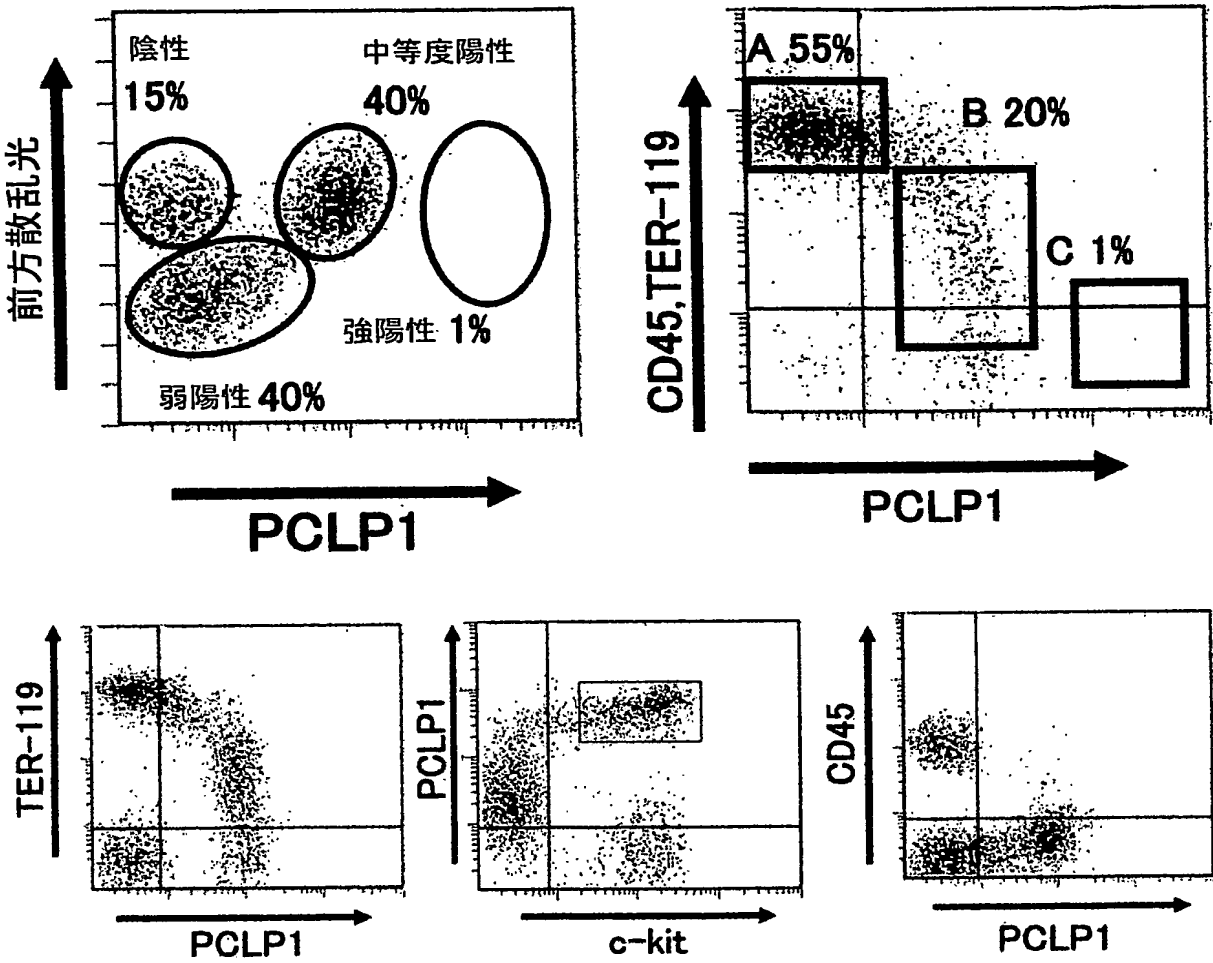 陰性
15%
中等度陽性
40%
強陽性 1%
弱陽性 40%
前方散乱光
PCLP1
A 55%
B 20%
C 1%
CD45,TER-119
PCLP1
TER-119
PCLP1
PCLP1
c-kit
CD45
PCLP1